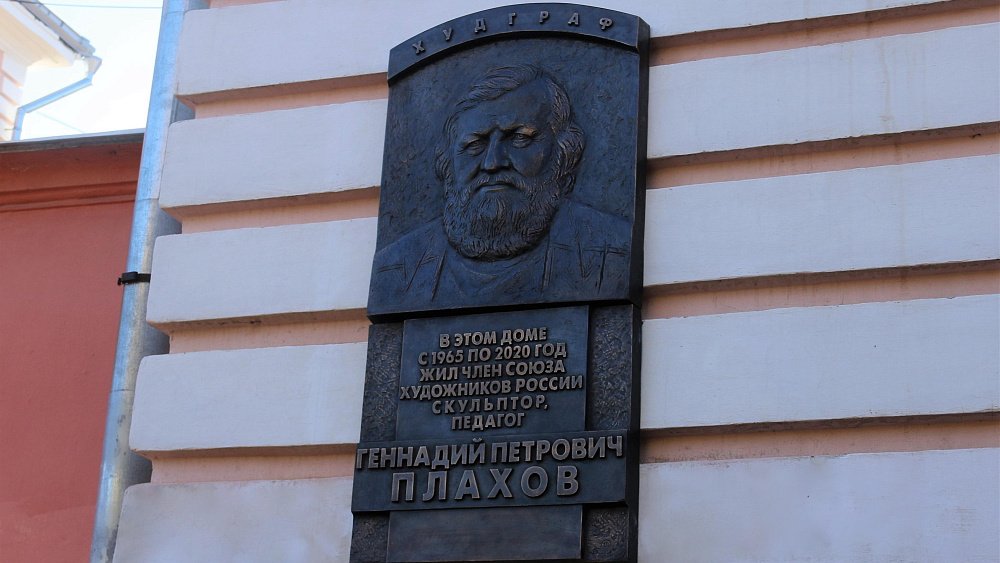 ХУДГРАФ
В ЭТОМ ДОМЕ
С 1965 ПО 2020 ГОД
ЖИЛ ЧЛЕН СОЮЗА
ХУДОЖНИКОВ РОССИИ
СКУЛЬПТОР,
ПЕДАГОГ
ГЕННАДИЙ ПЕТРОВИЧ
ПЛАХОВ